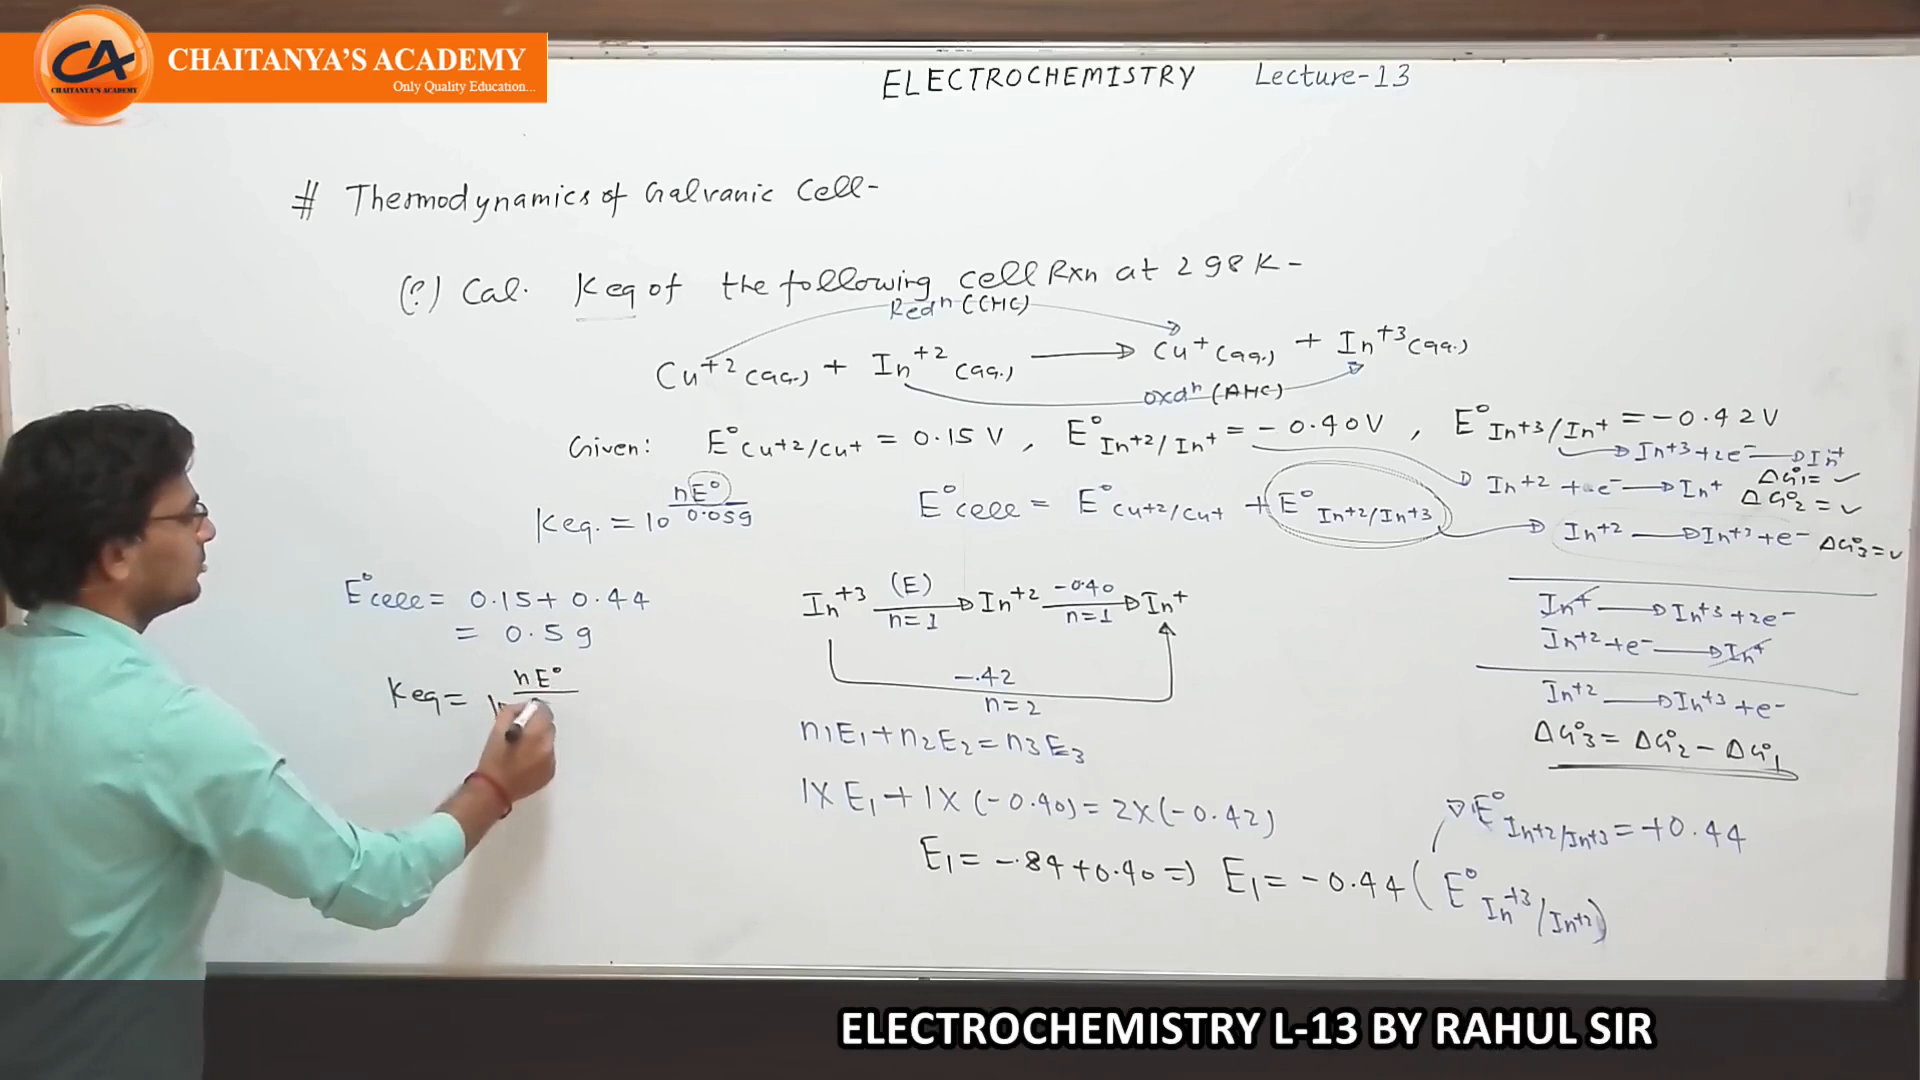 CA
CHAITANYA'S ACADEMY
CHAITANYA'S ACADEMY
Only Quality Education...
ELECTROCHEMISTRY Lecture-13
# Thermodynamics of Galvanic Cell-
(?) Cal. Keq of the following cell Rxn at 298K-
Redⁿ (CHC)
Cu⁺²(aq.) + In⁺²(aq.) → Cu⁺(aq.) + In⁺³(aq.)
oxdⁿ (AHC)
Given: E°Cu+2/Cu+ = 0.15 V, E°In+2/In+ = -0.40V, E°In+3/In+ = -0.42V
In+3 + 2e⁻ → In+
ΔG°1 = ✓
In+2 + e⁻ → In+
ΔG°2 = ✓
Keq. = 10^(nE°/0.059)
E°cell = E°Cu+2/Cu+ + E°In+2/In+3
In+2 → In+3 + e⁻ ΔG°3 = ✓
E°cell = 0.15 + 0.44
= 0.59
Keq = nE°
In+3 (E) n=1 → In+2 -0.40 n=1 → In+
-.42
n=2
n1E1 + n2E2 = n3E3
1×E1 + 1×(-0.40) = 2×(-0.42)
E1 = -.84 + 0.40 ⇒ E1 = -0.44 (E°In+3/In+2)
In+ → In+3 + 2e⁻
In+2 + e⁻ → In+
In+2 → In+3 + e⁻
ΔG°3 = ΔG°2 - ΔG°1
E°In+2/In+3 = +0.44
ELECTROCHEMISTRY L-13 BY RAHUL SIR